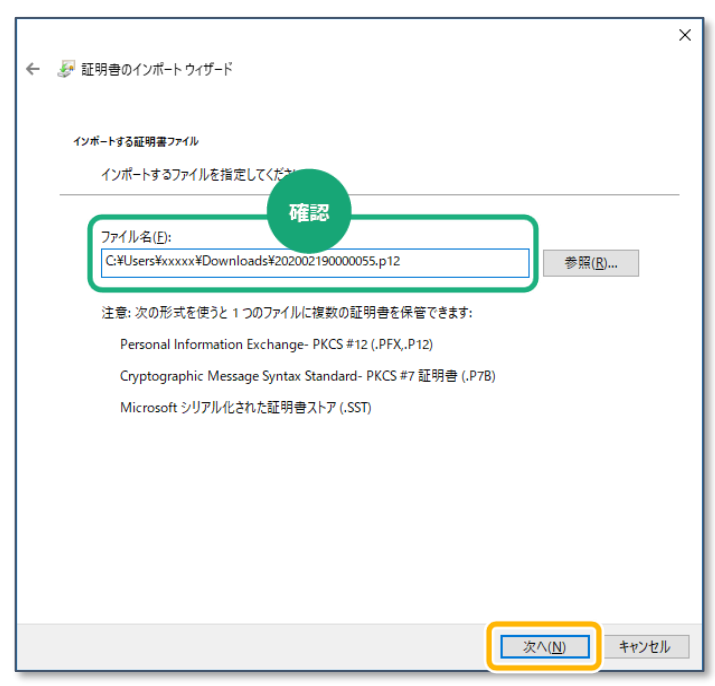 証明書のインポート ウィザード
インポートする証明書ファイル
インポートするファイルを指定してくだ
確認
ファイル名(F):
C:¥Users¥xxxxx¥Downloads¥202002190000055.p12
参照(R)...
注意: 次の形式を使うと 1 つのファイルに複数の証明書を保管できます:
Personal Information Exchange- PKCS #12 (.PFX,.P12)
Cryptographic Message Syntax Standard- PKCS #7 証明書 (.P7B)
Microsoft シリアル化された証明書ストア (.SST)
次へ(N)
キャンセル